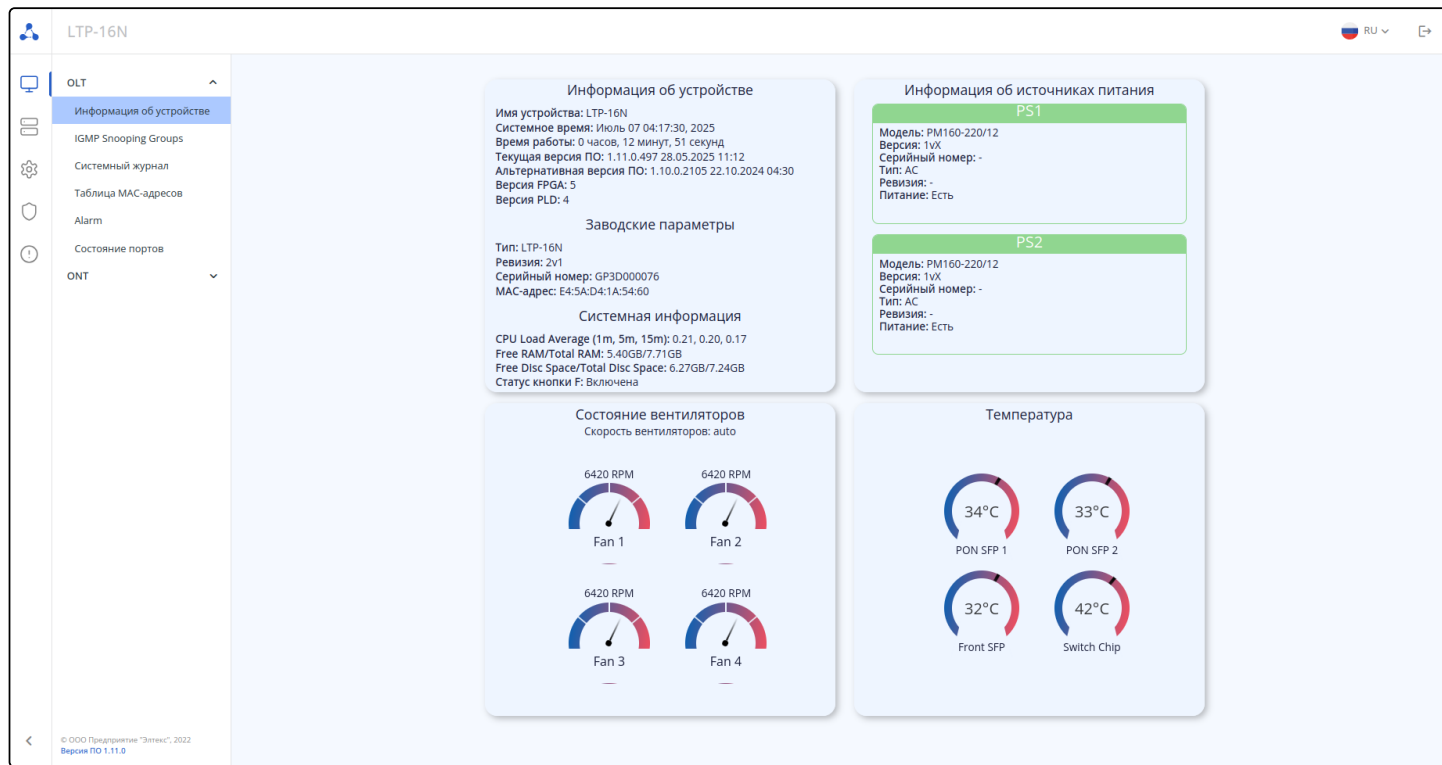 LTP-16N
RU
OLT
Информация об устройстве
IGMP Snooping Groups
Системный журнал
Таблица MAC-адресов
Alarm
Состояние портов
ONT
© ООО Предприятие "Элтекс", 2022
Версия ПО 1.11.0
Информация об устройстве
Имя устройства: LTP-16N
Системное время: Июль 07 04:17:30, 2025
Время работы: 0 часов, 12 минут, 51 секунд
Текущая версия ПО: 1.11.0.497 28.05.2025 11:12
Альтернативная версия ПО: 1.10.0.2105 22.10.2024 04:30
Версия FPGA: 5
Версия PLD: 4
Заводские параметры
Тип: LTP-16N
Ревизия: 2v1
Серийный номер: GP3D000076
MAC-адрес: E4:5A:D4:1A:54:60
Системная информация
CPU Load Average (1m, 5m, 15m): 0.21, 0.20, 0.17
Free RAM/Total RAM: 5.40GB/7.71GB
Free Disc Space/Total Disc Space: 6.27GB/7.24GB
Статус кнопки F: Включена
Информация об источниках питания
PS1
Модель: PM160-220/12
Версия: 1vX
Серийный номер: -
Тип: AC
Ревизия: -
Питание: Есть
PS2
Модель: PM160-220/12
Версия: 1vX
Серийный номер: -
Тип: AC
Ревизия: -
Питание: Есть
Состояние вентиляторов
Скорость вентиляторов: auto
6420 RPM 6420 RPM
Fan 1 Fan 2
6420 RPM 6420 RPM
Fan 3 Fan 4
Температура
34°C 33°C
PON SFP 1 PON SFP 2
32°C 42°C
Front SFP Switch Chip